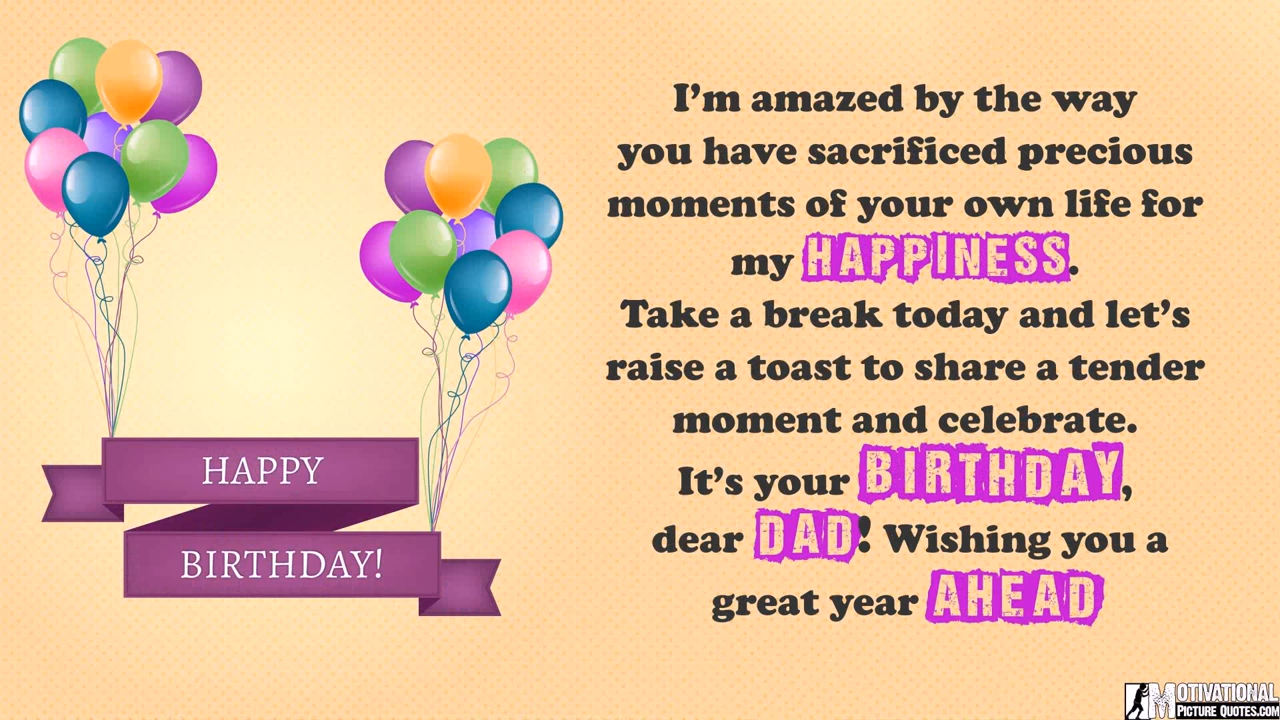 HAPPY
BIRTHDAY!
I'm amazed by the way
you have sacrificed precious
moments of your own life for
my HAPPINESS.
Take a break today and let's
raise a toast to share a tender
moment and celebrate.
It's your BIRTHDAY,
dear DAD! Wishing you a
great year AHEAD
MOTIVATIONAL
PICTURE QUOTES.COM